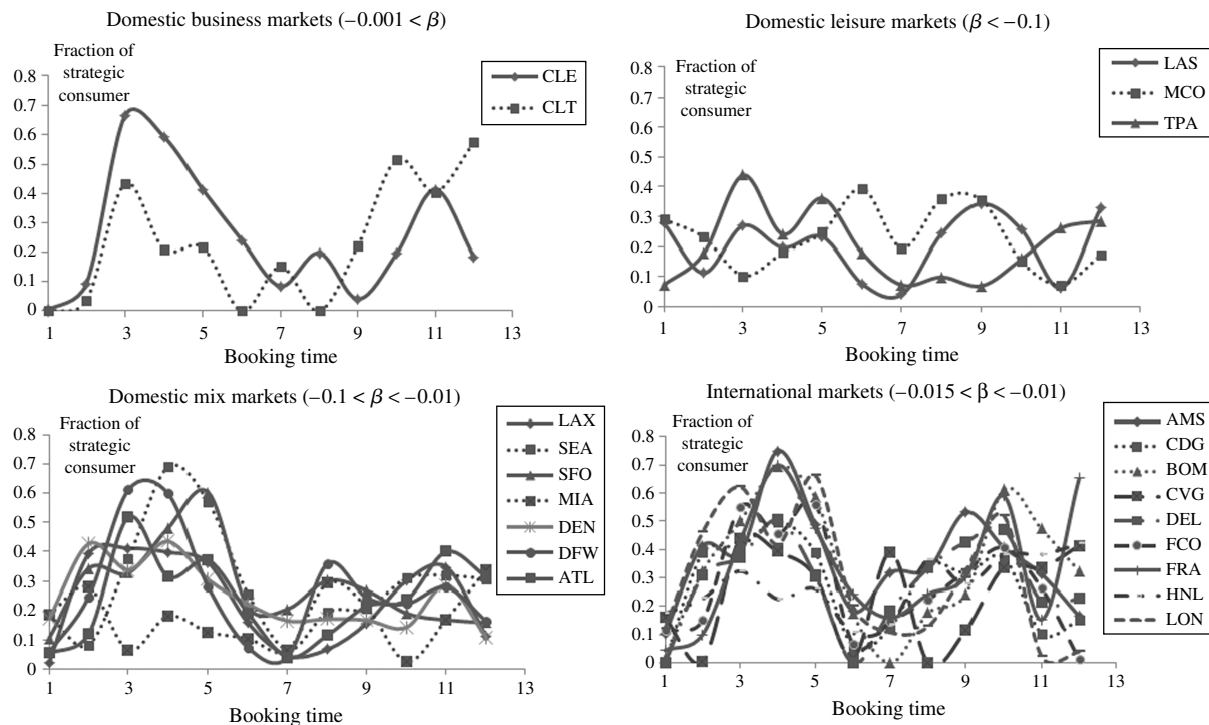 Domestic business markets (−0.001 < β)
Fraction of
strategic
consumer
0.8
0.7
0.6
0.5
0.4
0.3
0.2
0.1
0
1 3 5 7 9 11 13
Booking time
CLE
CLT
Domestic leisure markets (β < −0.1)
Fraction of
strategic
consumer
0.8
0.7
0.6
0.5
0.4
0.3
0.2
0.1
0
1 3 5 7 9 11 13
Booking time
LAS
MCO
TPA
Domestic mix markets (−0.1 < β < −0.01)
Fraction of
strategic
consumer
0.8
0.7
0.6
0.5
0.4
0.3
0.2
0.1
0
1 3 5 7 9 11 13
Booking time
LAX
SEA
SFO
MIA
DEN
DFW
ATL
International markets (−0.015 < β < −0.01)
Fraction of
strategic
consumer
0.8
0.7
0.6
0.5
0.4
0.3
0.2
0.1
0
1 3 5 7 9 11 13
Booking time
AMS
CDG
BOM
CVG
DEL
FCO
FRA
HNL
LON